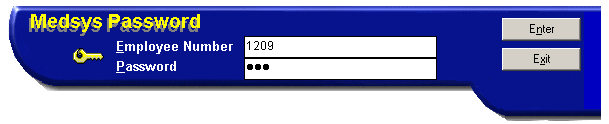 Medsys Password
Employee Number 1209
Password ●●●
Enter
Exit